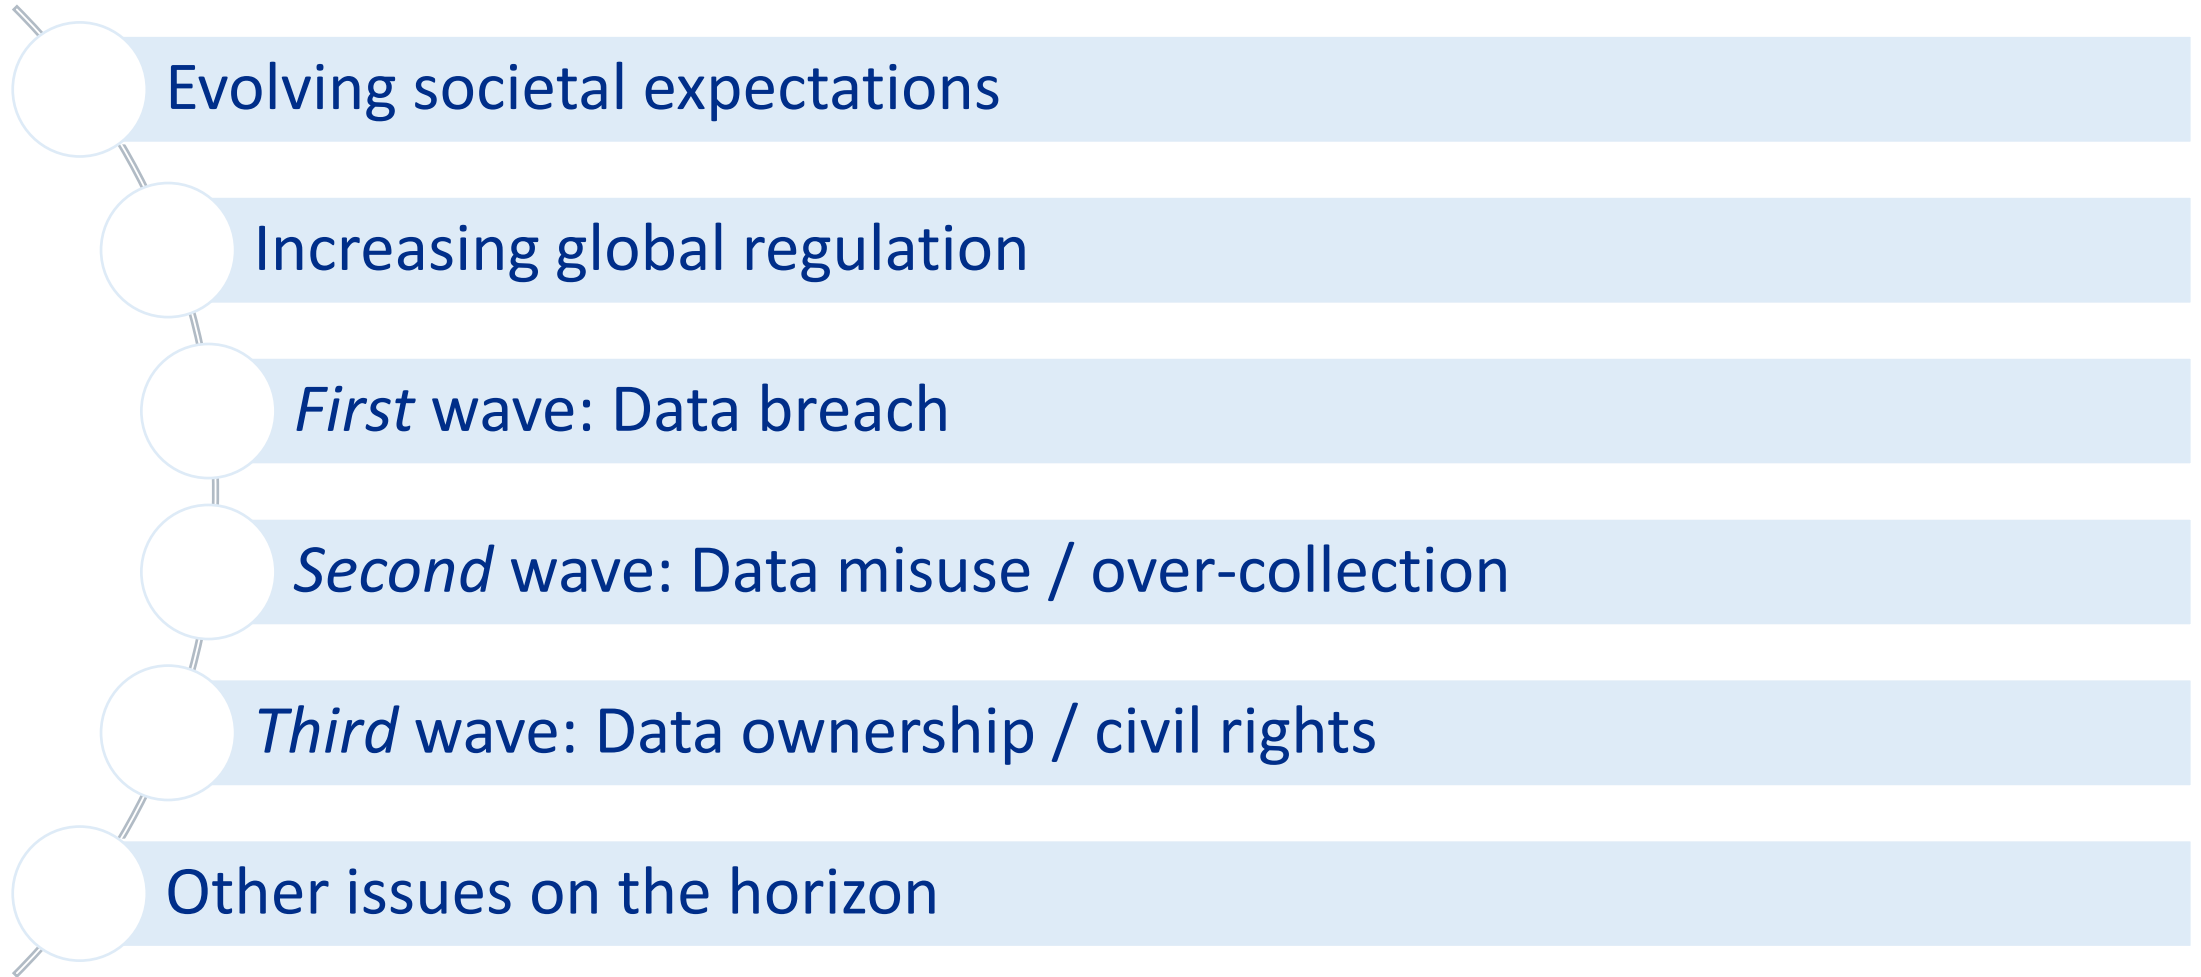 Evolving societal expectations
Increasing global regulation
First wave: Data breach
Second wave: Data misuse / over-collection
Third wave: Data ownership / civil rights
Other issues on the horizon